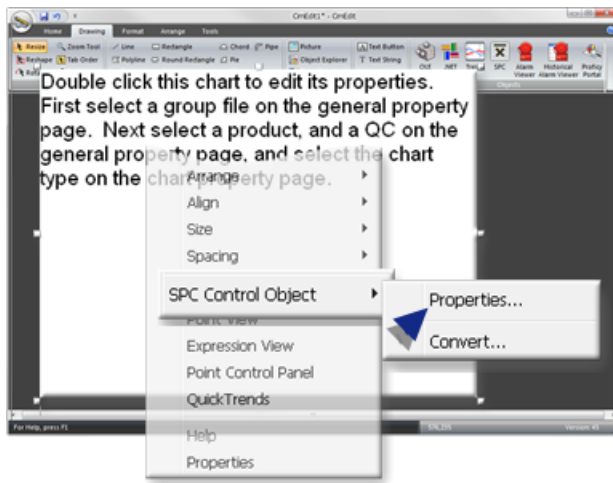 CimEdit1* - CimEdit
Home Drawing Format Arrange Tools
Resize Zoom Tool Line Rectangle Chord Pipe Picture Text Button
Reshape Tab Order Polyline Round Rectangle Pie Object Explorer Text String
OLE .NET SPC Alarm Viewer Historical Alarm Viewer Proficy Portal
Objects
Double click this chart to edit its properties.
First select a group file on the general property
page. Next select a product, and a QC on the
general property page, and select the chart
type on the chart property page.
Arrange
Align
Size
Spacing
SPC Control Object
Properties...
Convert...
Point View
Expression View
Point Control Panel
QuickTrends
Help
Properties
For Help, press F1
Version: 45